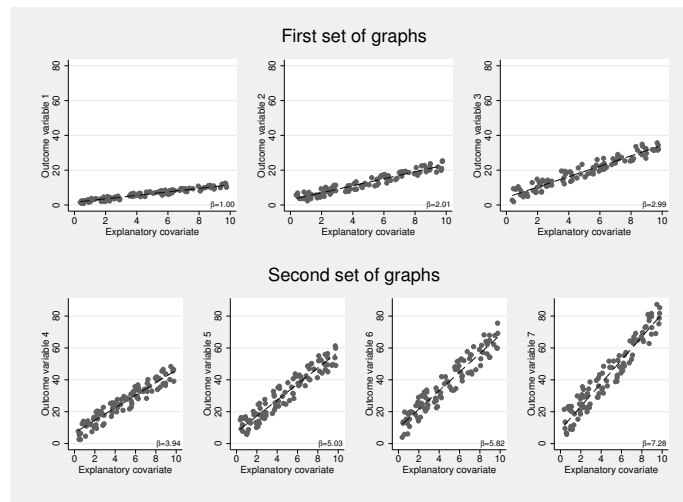 First set of graphs
Outcome variable 1
0 20 40 60 80
0 2 4 6 8 10
β=1.00
Explanatory covariate
Outcome variable 2
0 20 40 60 80
0 2 4 6 8 10
β=2.01
Explanatory covariate
Outcome variable 3
0 20 40 60 80
0 2 4 6 8 10
β=2.99
Explanatory covariate
Second set of graphs
Outcome variable 4
0 20 40 60 80
0 2 4 6 8 10
β=3.94
Explanatory covariate
Outcome variable 5
0 20 40 60 80
0 2 4 6 8 10
β=5.03
Explanatory covariate
Outcome variable 6
0 20 40 60 80
0 2 4 6 8 10
β=5.82
Explanatory covariate
Outcome variable 7
0 20 40 60 80
0 2 4 6 8 10
β=7.28
Explanatory covariate